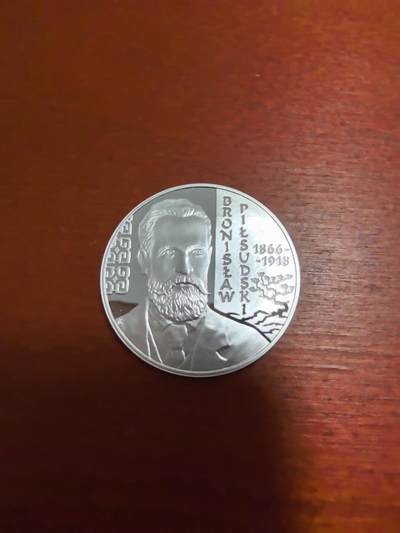 BRONISŁAW
PIŁSUDSKI
1866-
-1918